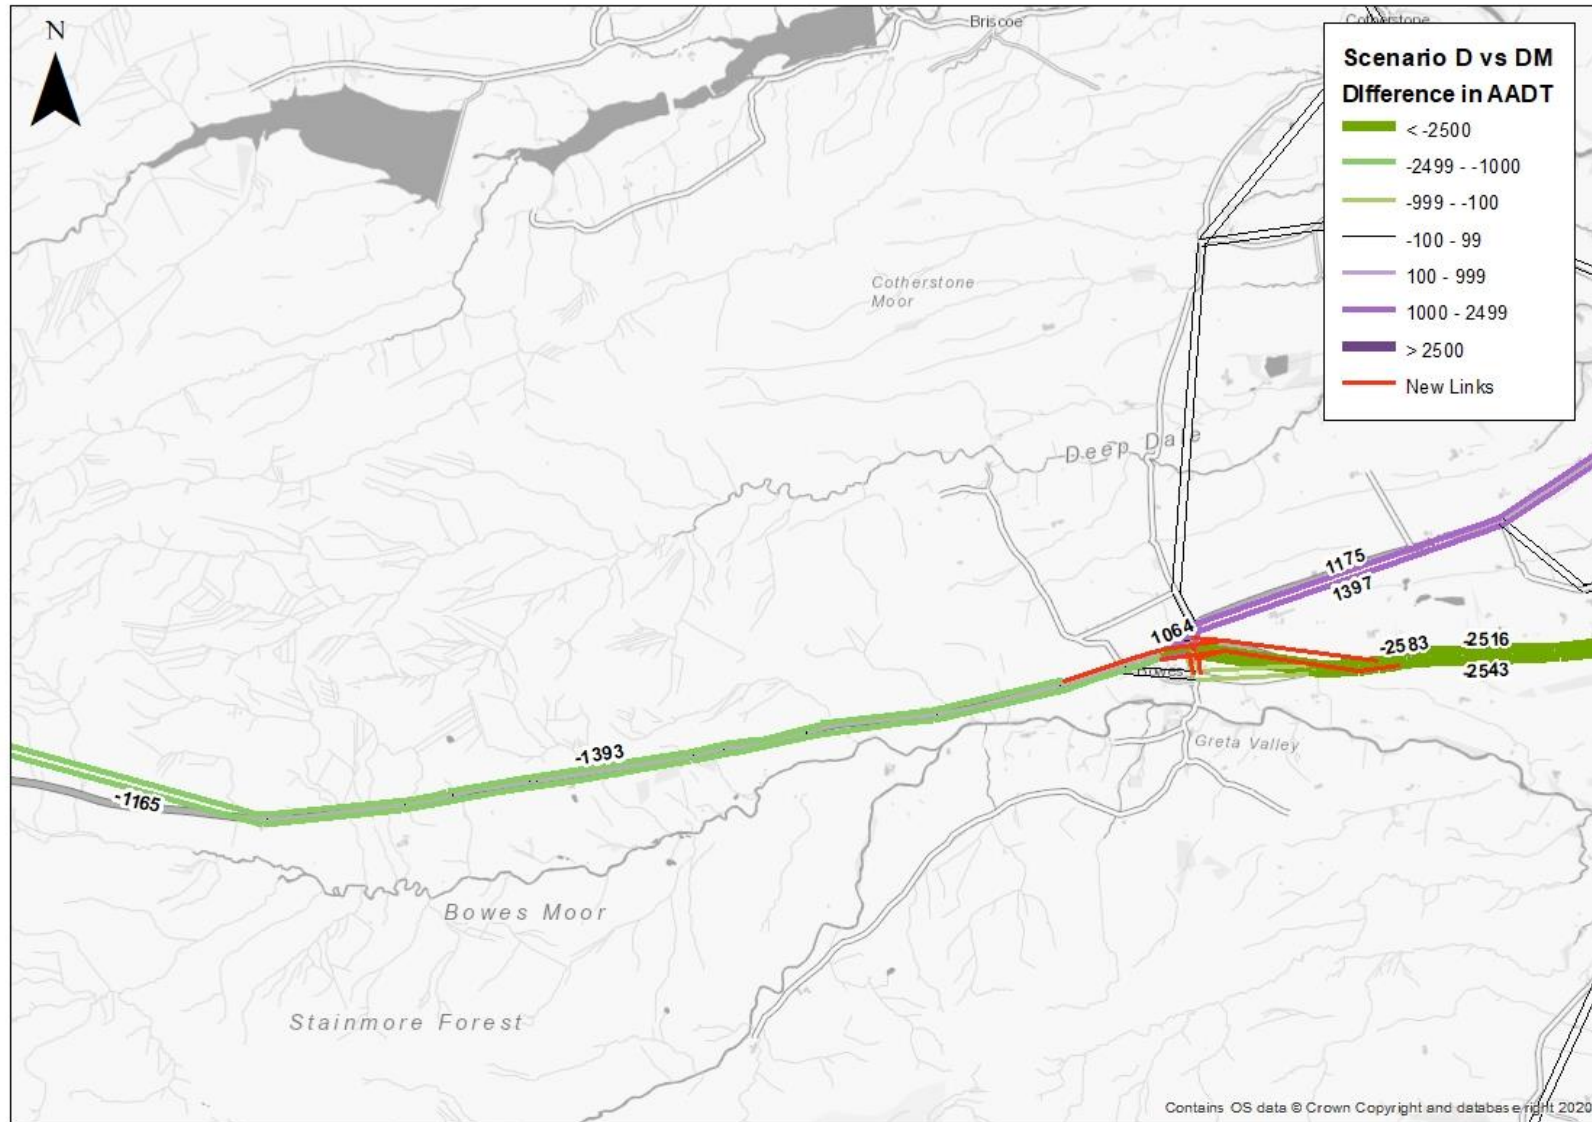 N
Briscoe
Scenario D vs DM
DIfference in AADT
< -2500
-2499 - -1000
-999 - -100
-100 - 99
100 - 999
1000 - 2499
> 2500
New Links
Cotherstone
Moor
Deep Dale
1175
1397
1064
-2583
-2516
-2543
Greta Valley
-1393
-1165
Bowes Moor
Stainmore Forest
Contains OS data © Crown Copyright and database right 2020